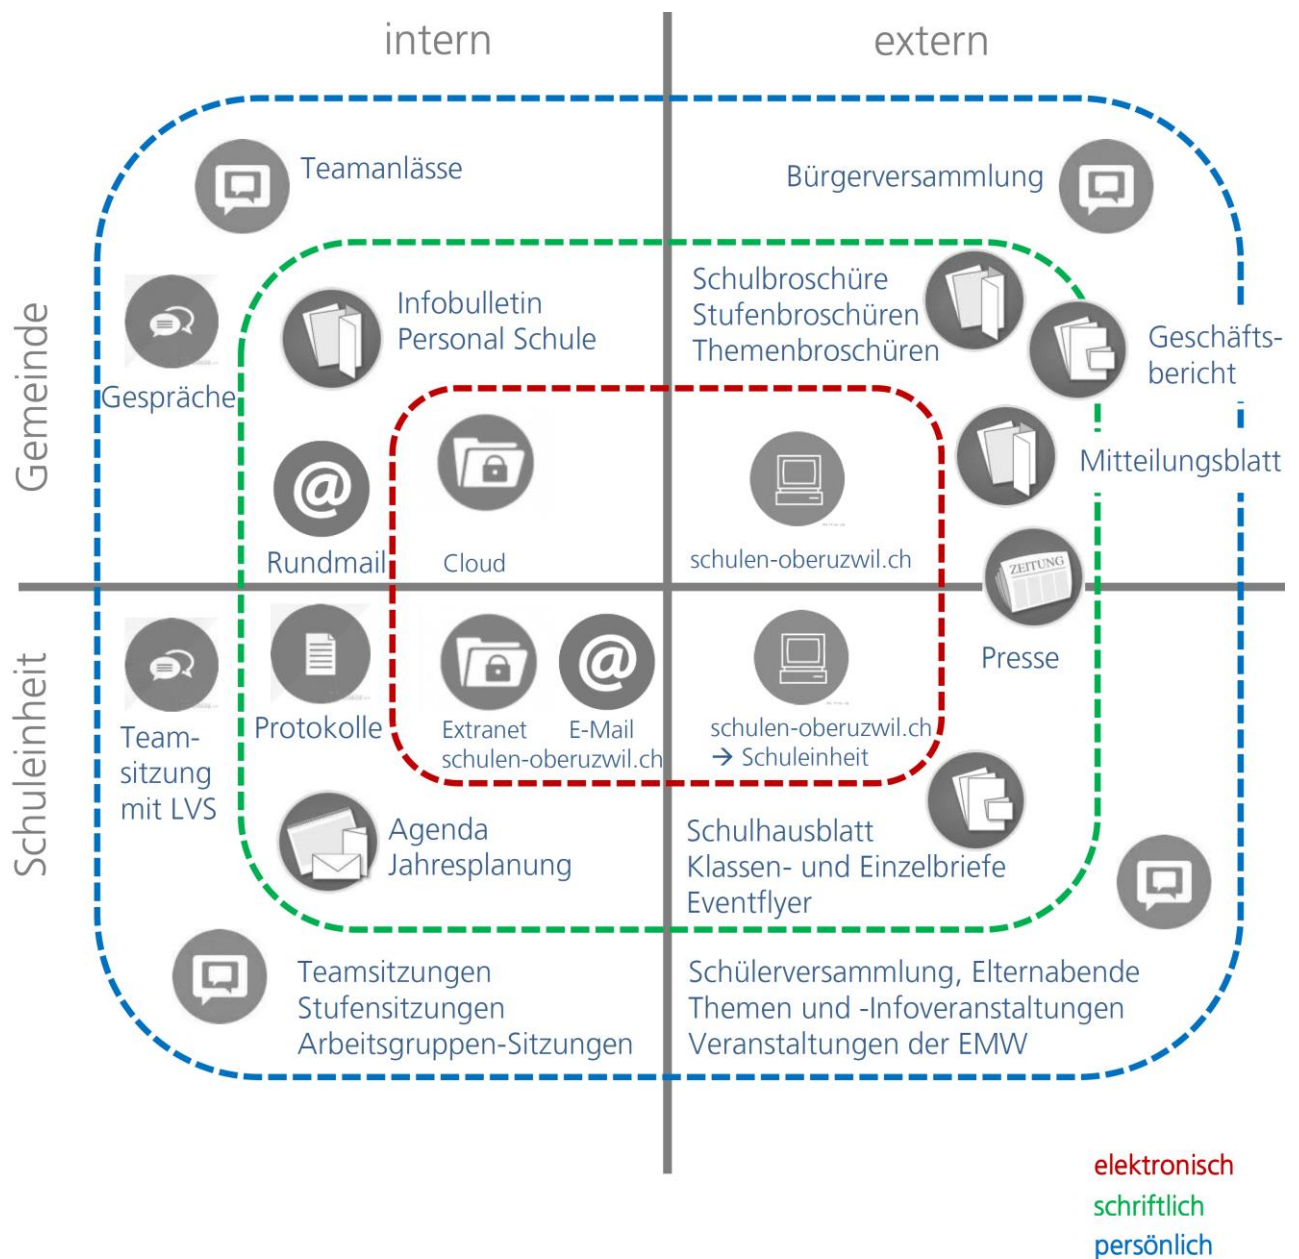 intern
extern
Gemeinde
Teamanlässe
Bürgerversammlung
Gespräche
Infobulletin
Personal Schule
Schulbroschüre
Stufenbroschüren
Themenbroschüren
Geschäfts-
bericht
Mitteilungsblatt
Rundmail
Cloud
schulen-oberuzwil.ch
ZEITUNG
Presse
Schuleinheit
Team-
sitzung
mit LVS
Protokolle
Extranet
schulen-oberuzwil.ch
E-Mail
schulen-oberuzwil.ch
→ Schuleinheit
Agenda
Jahresplanung
Schulhausblatt
Klassen- und Einzelbriefe
Eventflyer
Teamsitzungen
Stufensitzungen
Arbeitsgruppen-Sitzungen
Schülerversammlung, Elternabende
Themen und -Infoveranstaltungen
Veranstaltungen der EMW
elektronisch
schriftlich
persönlich